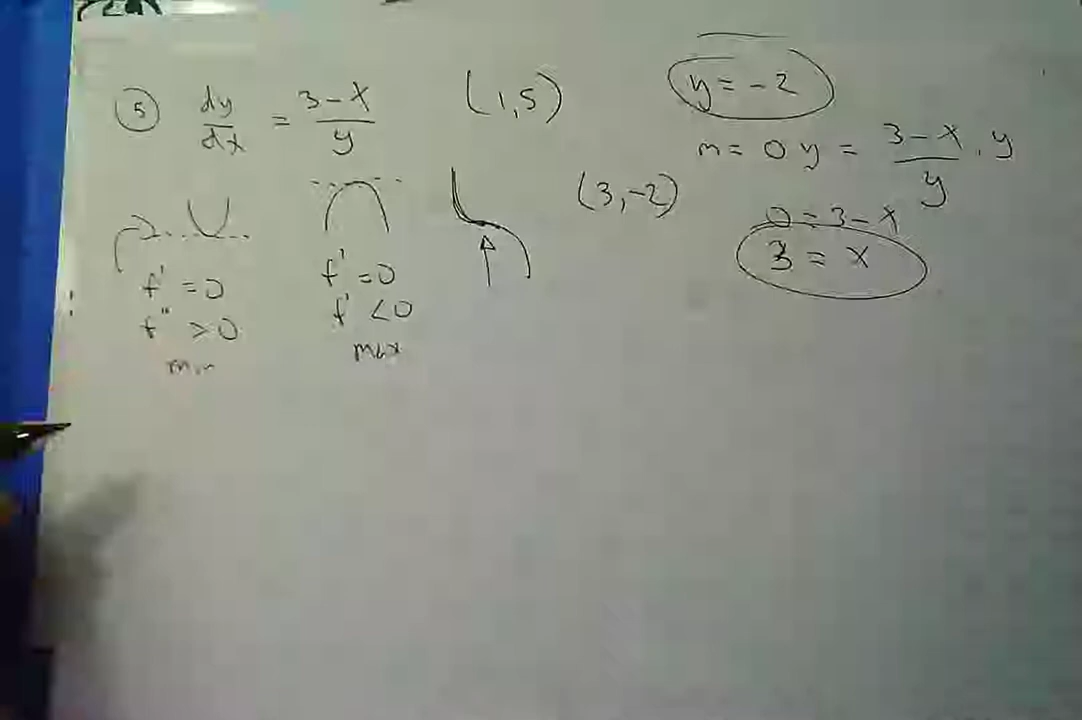 5 dy/dx = (3-x)/y (1,5)
y = -2
m = 0 y = (3-x)/y . y
(3,-2)
0 = 3-x
3 = x
f' = 0
f'' > 0
min
f' = 0
f' < 0
max